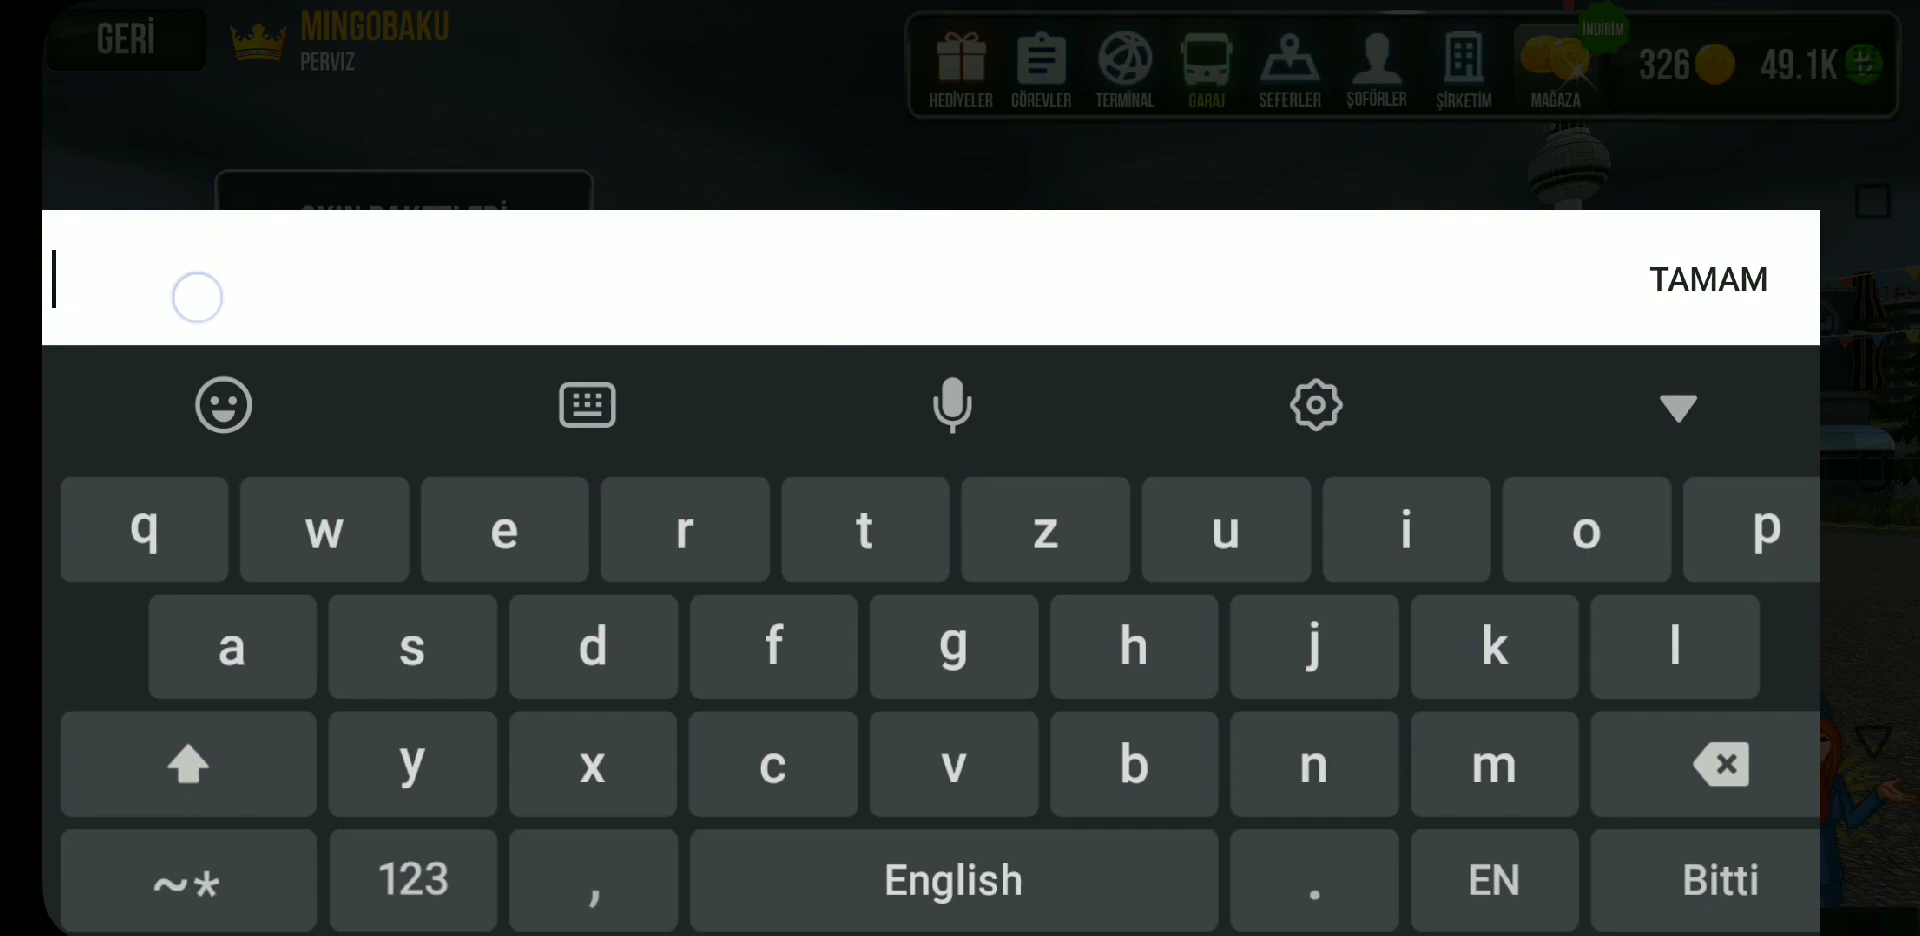 GERİ
MINGOBAKU
PERVIZ
İNDİRİM
326
49.1K
HEDİYELER
GÖREVLER
TERMİNAL
GARAJ
SEFERLER
ŞOFÖRLER
ŞİRKETİM
MAĞAZA
TAMAM
q w e r t z u i o p
a s d f g h j k l
y x c v b n m
~* 123 , English . EN Bitti